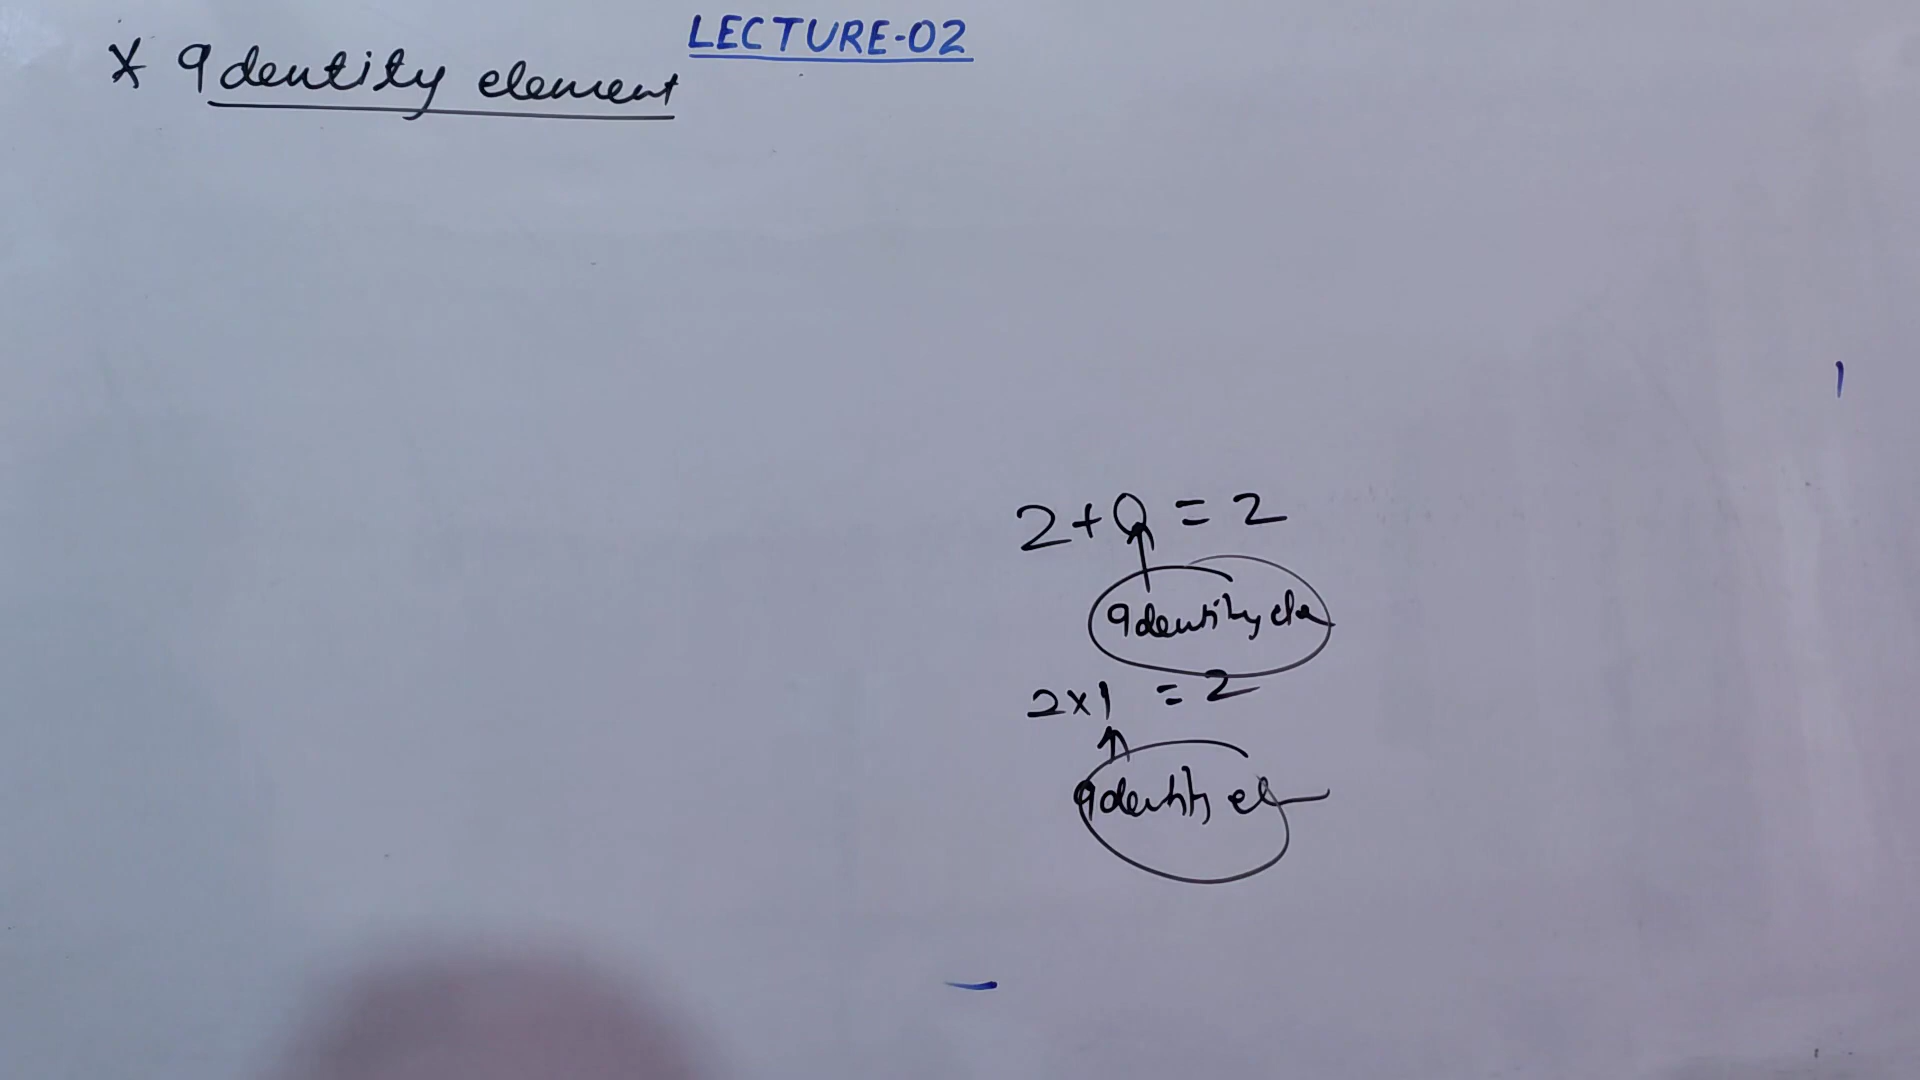 LECTURE-02
* Identity element
2+0 = 2
Identity ele
2×1 = 2
Identity el